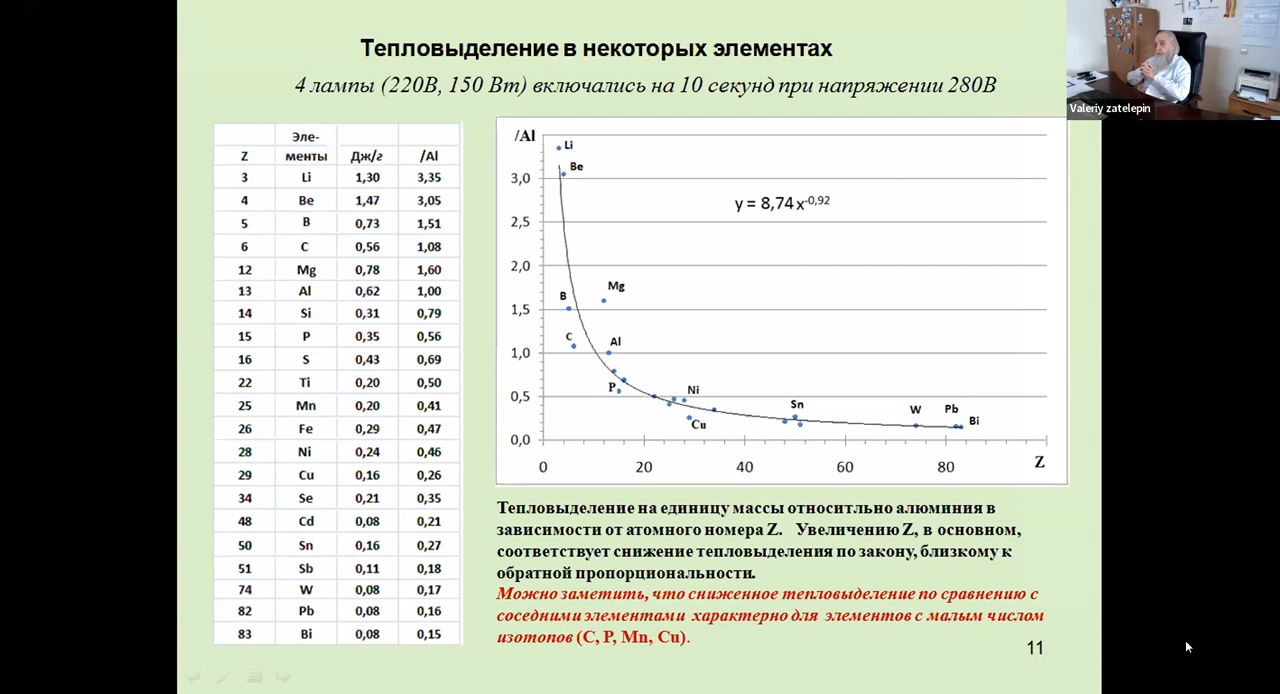 Тепловыделение в некоторых элементах
4 лампы (220В, 150 Вт) включались на 10 секунд при напряжении 280В
Valeriy zatelepin
Z Эле-менты Дж/г /Al
3 Li 1,30 3,35
4 Be 1,47 3,05
5 B 0,73 1,51
6 C 0,56 1,08
12 Mg 0,78 1,60
13 Al 0,62 1,00
14 Si 0,31 0,79
15 P 0,35 0,56
16 S 0,43 0,69
22 Ti 0,20 0,50
25 Mn 0,20 0,41
26 Fe 0,29 0,47
28 Ni 0,24 0,46
29 Cu 0,16 0,26
34 Se 0,21 0,35
48 Cd 0,08 0,21
50 Sn 0,16 0,27
51 Sb 0,11 0,18
74 W 0,08 0,17
82 Pb 0,08 0,16
83 Bi 0,08 0,15
/Al
Li
3,0 Be
y = 8,74x-0,92
2,5
2,0
Mg
B
1,5
C Al
1,0
P Ni
0,5 Sn W Pb
Cu Bi
0,0
0 20 40 60 80 Z
Тепловыделение на единицу массы относитльно алюминия в
зависимости от атомного номера Z. Увеличению Z, в основном,
соответствует снижение тепловыделения по закону, близкому к
обратной пропорциональности.
Можно заметить, что сниженное тепловыделение по сравнению с
соседними элементами характерно для элементов с малым числом
изотопов (C, P, Mn, Cu).
11